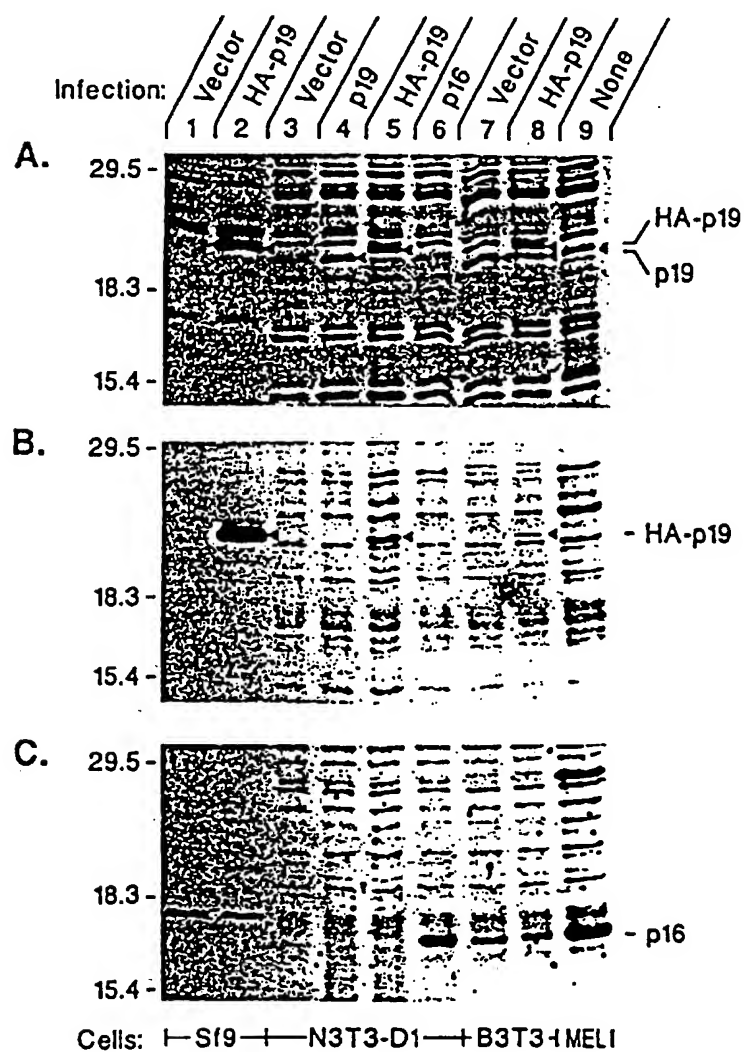 Infection: Vector HA-p19 Vector p19 HA-p19 p16 Vector HA-p19 None
1 2 3 4 5 6 7 8 9
A.
29.5 -
HA-p19
p19
18.3 -
15.4 -
B.
29.5 -
- HA-p19
18.3 -
15.4 -
C.
29.5 -
18.3 -
- p16
15.4 -
Cells: Sf9 N3T3-D1 B3T3 MEL